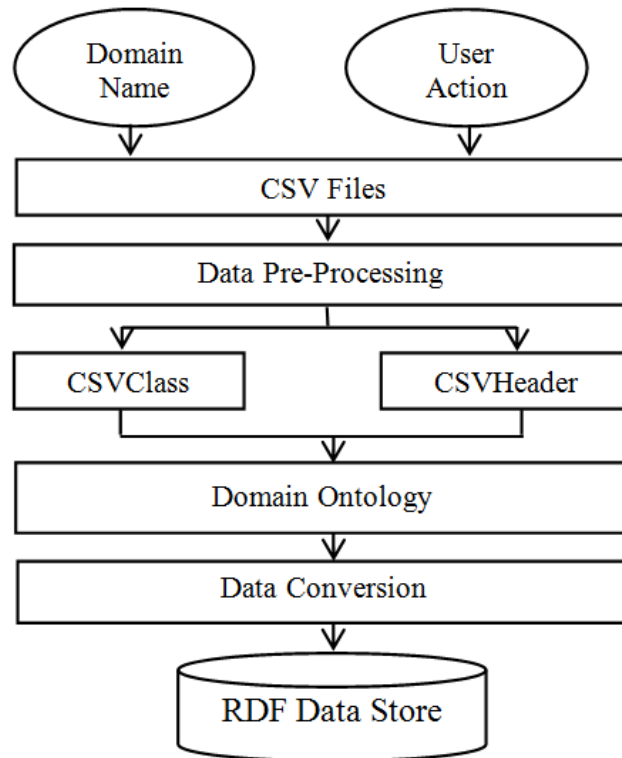 Domain
Name
User
Action
CSV Files
Data Pre-Processing
CSVClass
CSVHeader
Domain Ontology
Data Conversion
RDF Data Store